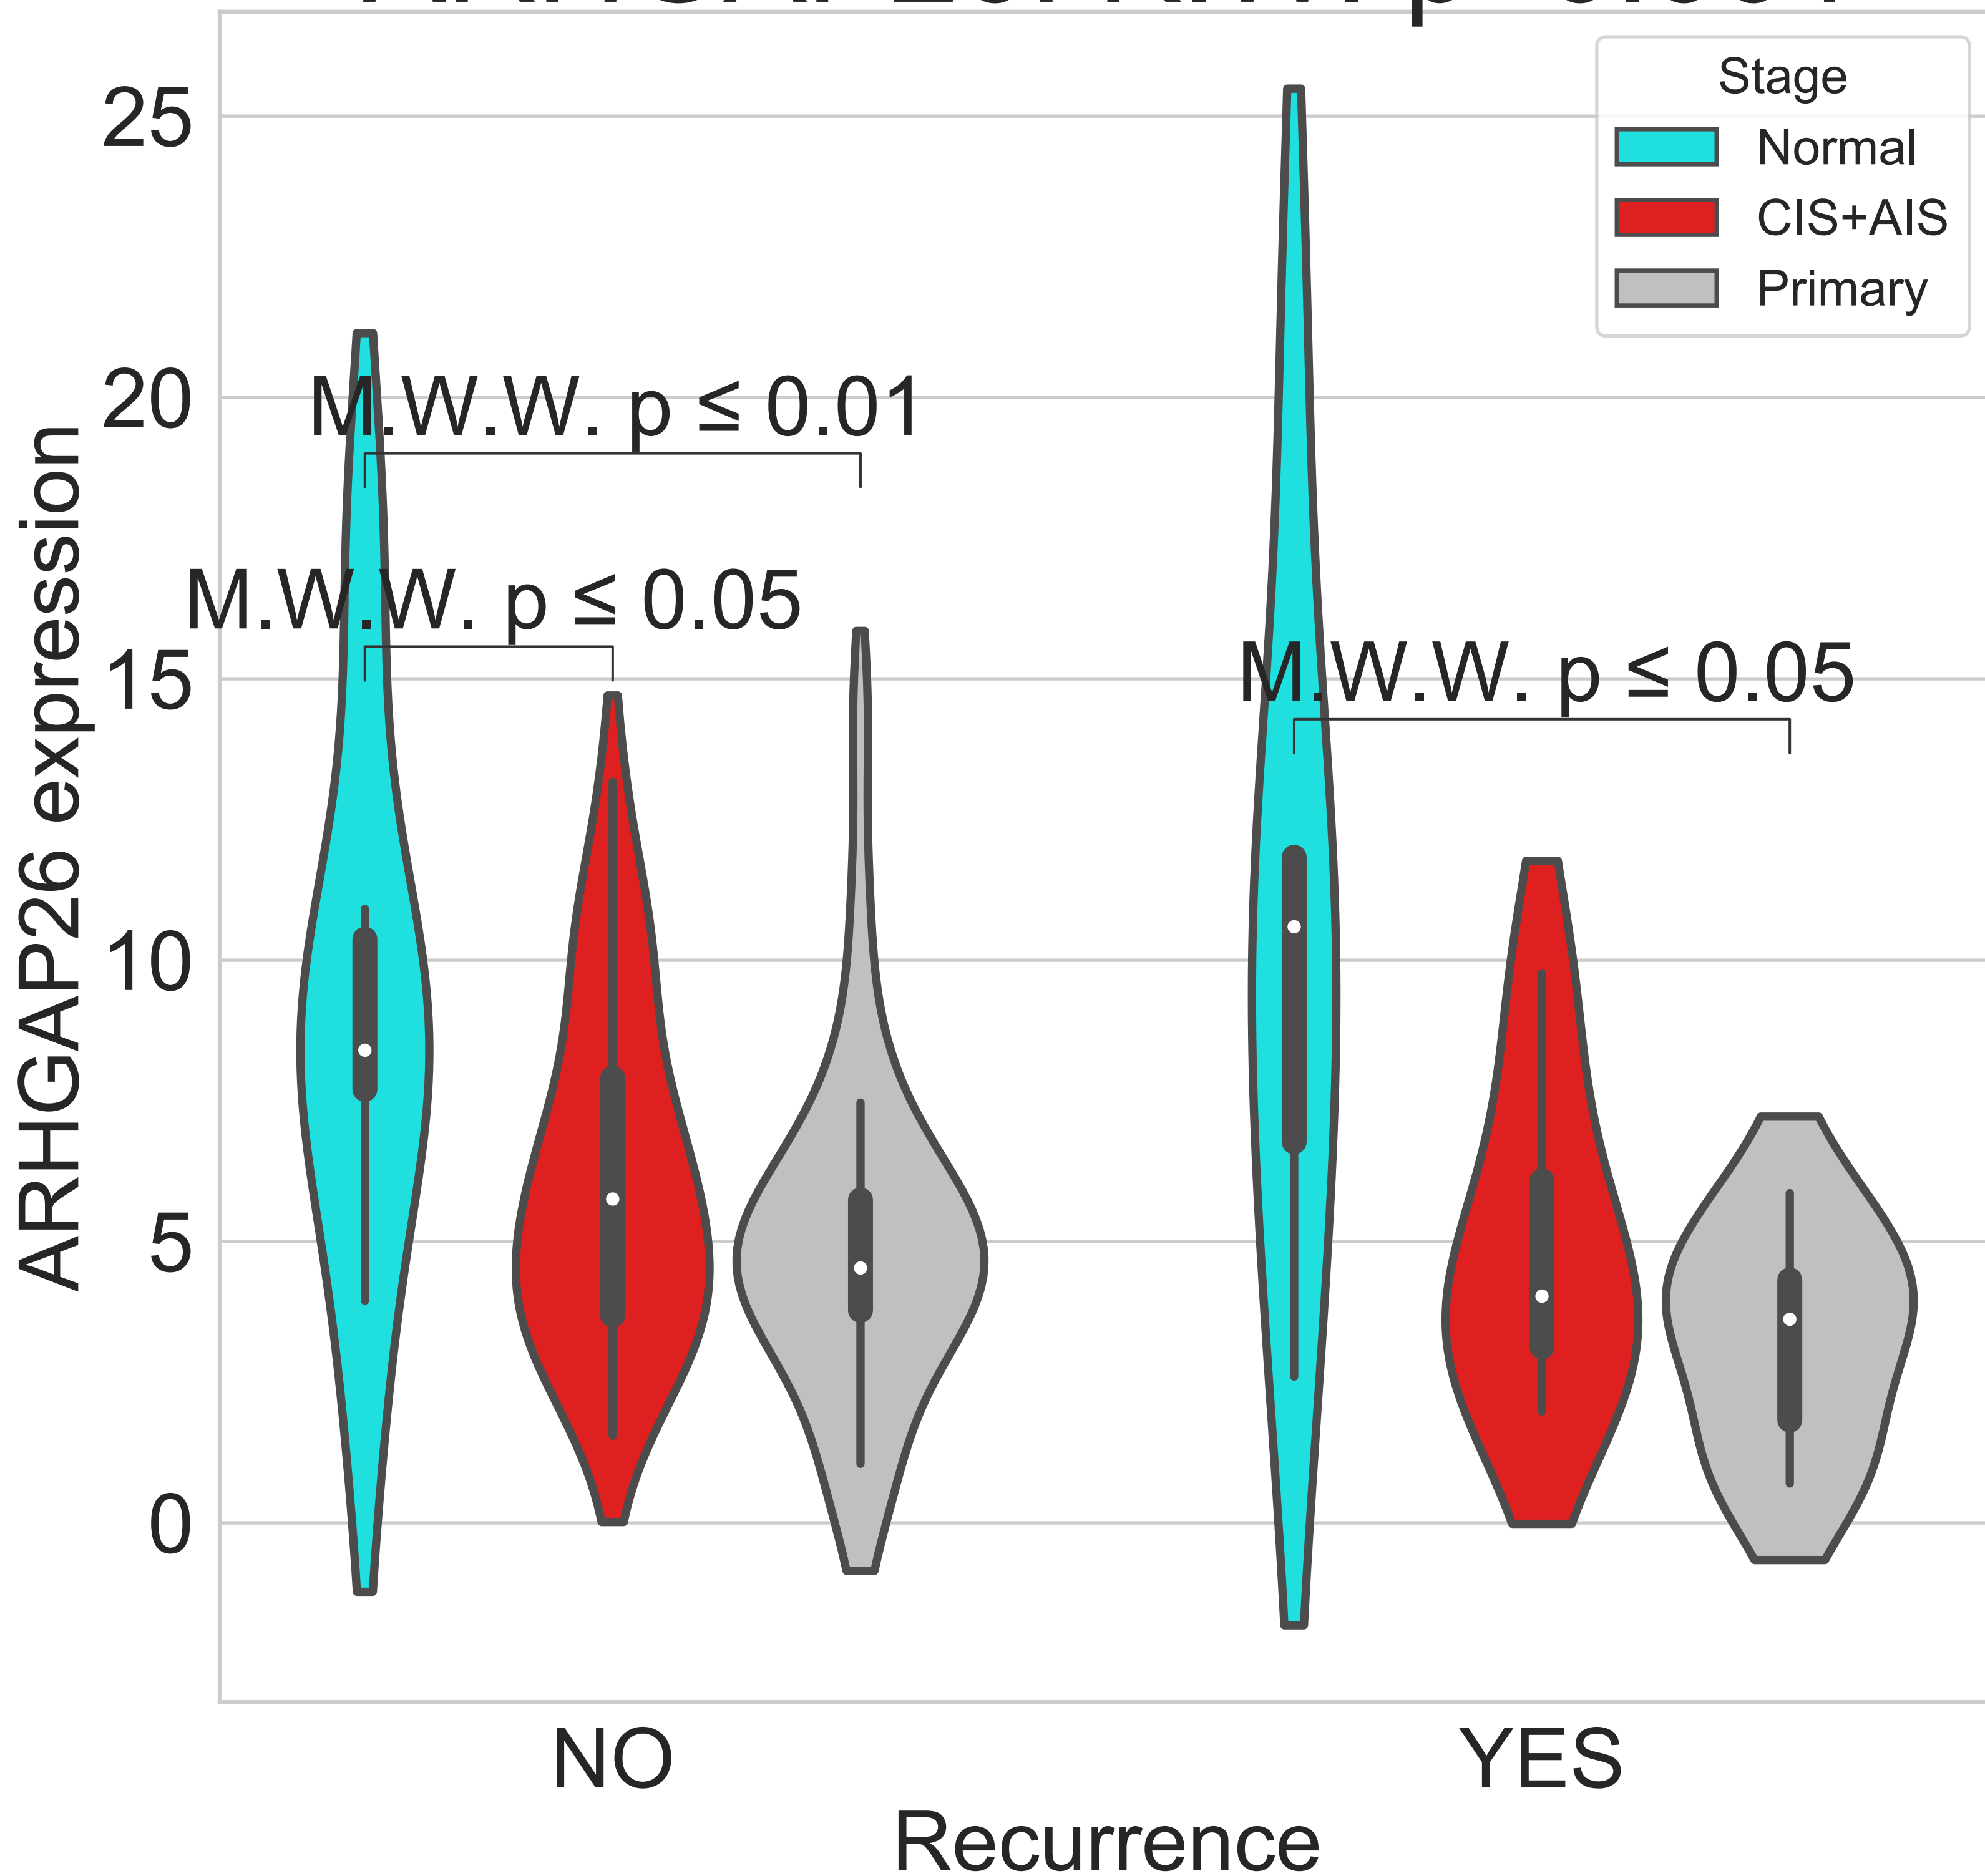 Stage
Normal
CIS+AIS
Primary
25
20
15
10
5
0
ARHGAP26 expression
M.W.W. p ≤ 0.01
M.W.W. p ≤ 0.05
M.W.W. p ≤ 0.05
NO
YES
Recurrence